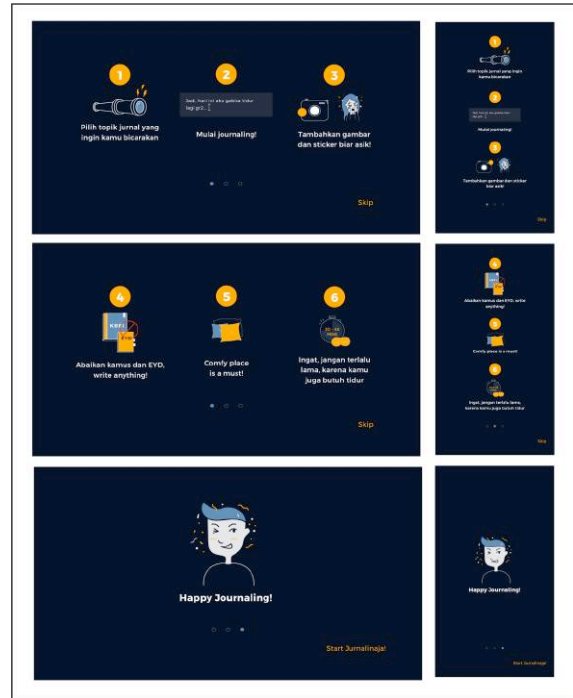 1
Pilih topik jurnal yang
ingin kamu bicarakan
2
Mulai journaling!
3
Tambahkan gambar
dan sticker biar asik!
Skip
1
Pilih topik jurnal yang
ingin kamu bicarakan
2
Mulai journaling!
3
Tambahkan gambar dan sticker
biar asik!
Skip
4
KBBI
Abaikan kamus dan EYD,
write anything!
5
Comfy place
is a must!
6
Ingat, jangan terlalu
lama, karena kamu
juga butuh tidur
Skip
4
Abaikan kamus dan EYD, write
anything!
5
Comfy place is a must!
6
Ingat, jangan terlalu lama,
karena kamu juga butuh tidur
Skip
Happy Journaling!
Start Jurnalinaja!
Happy Journaling!
Start Jurnalinaja!